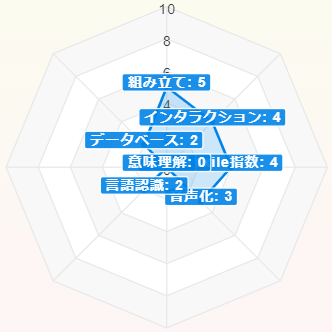 10
8
6
組み立て: 5
4
インタラクション: 4
データベース: 2
意味理解: 0
ile指数: 4
言語認識: 2
音声化: 3